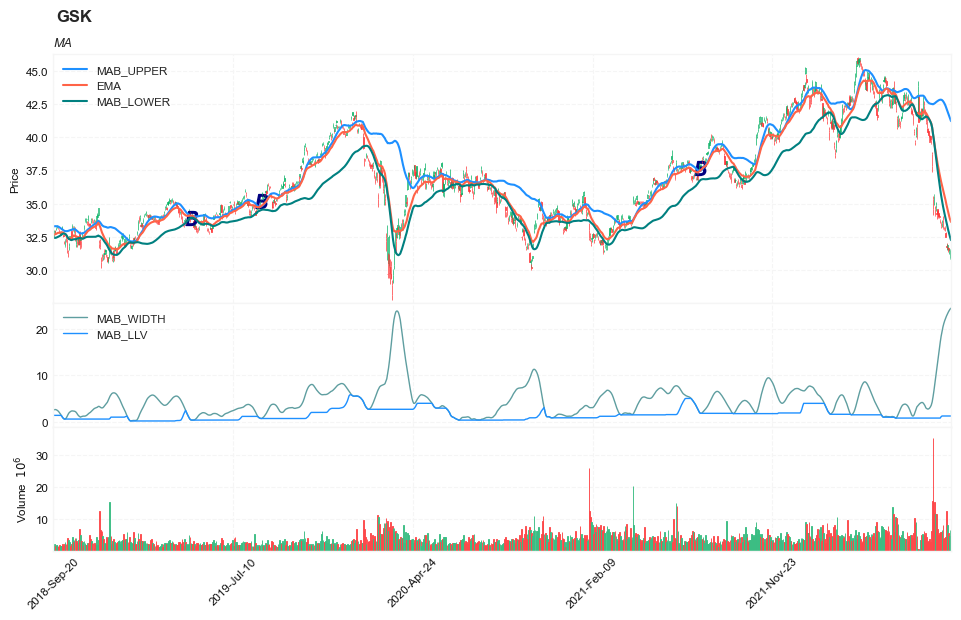 GSK
MA
MAB_UPPER
EMA
MAB_LOWER
45.0
42.5
40.0
37.5
35.0
32.5
30.0
Price
B
B
B
MAB_WIDTH
MAB_LLV
20
10
0
30
20
10
Volume 10^6
2018-Sep-20
2019-Jul-10
2020-Apr-24
2021-Feb-09
2021-Nov-23